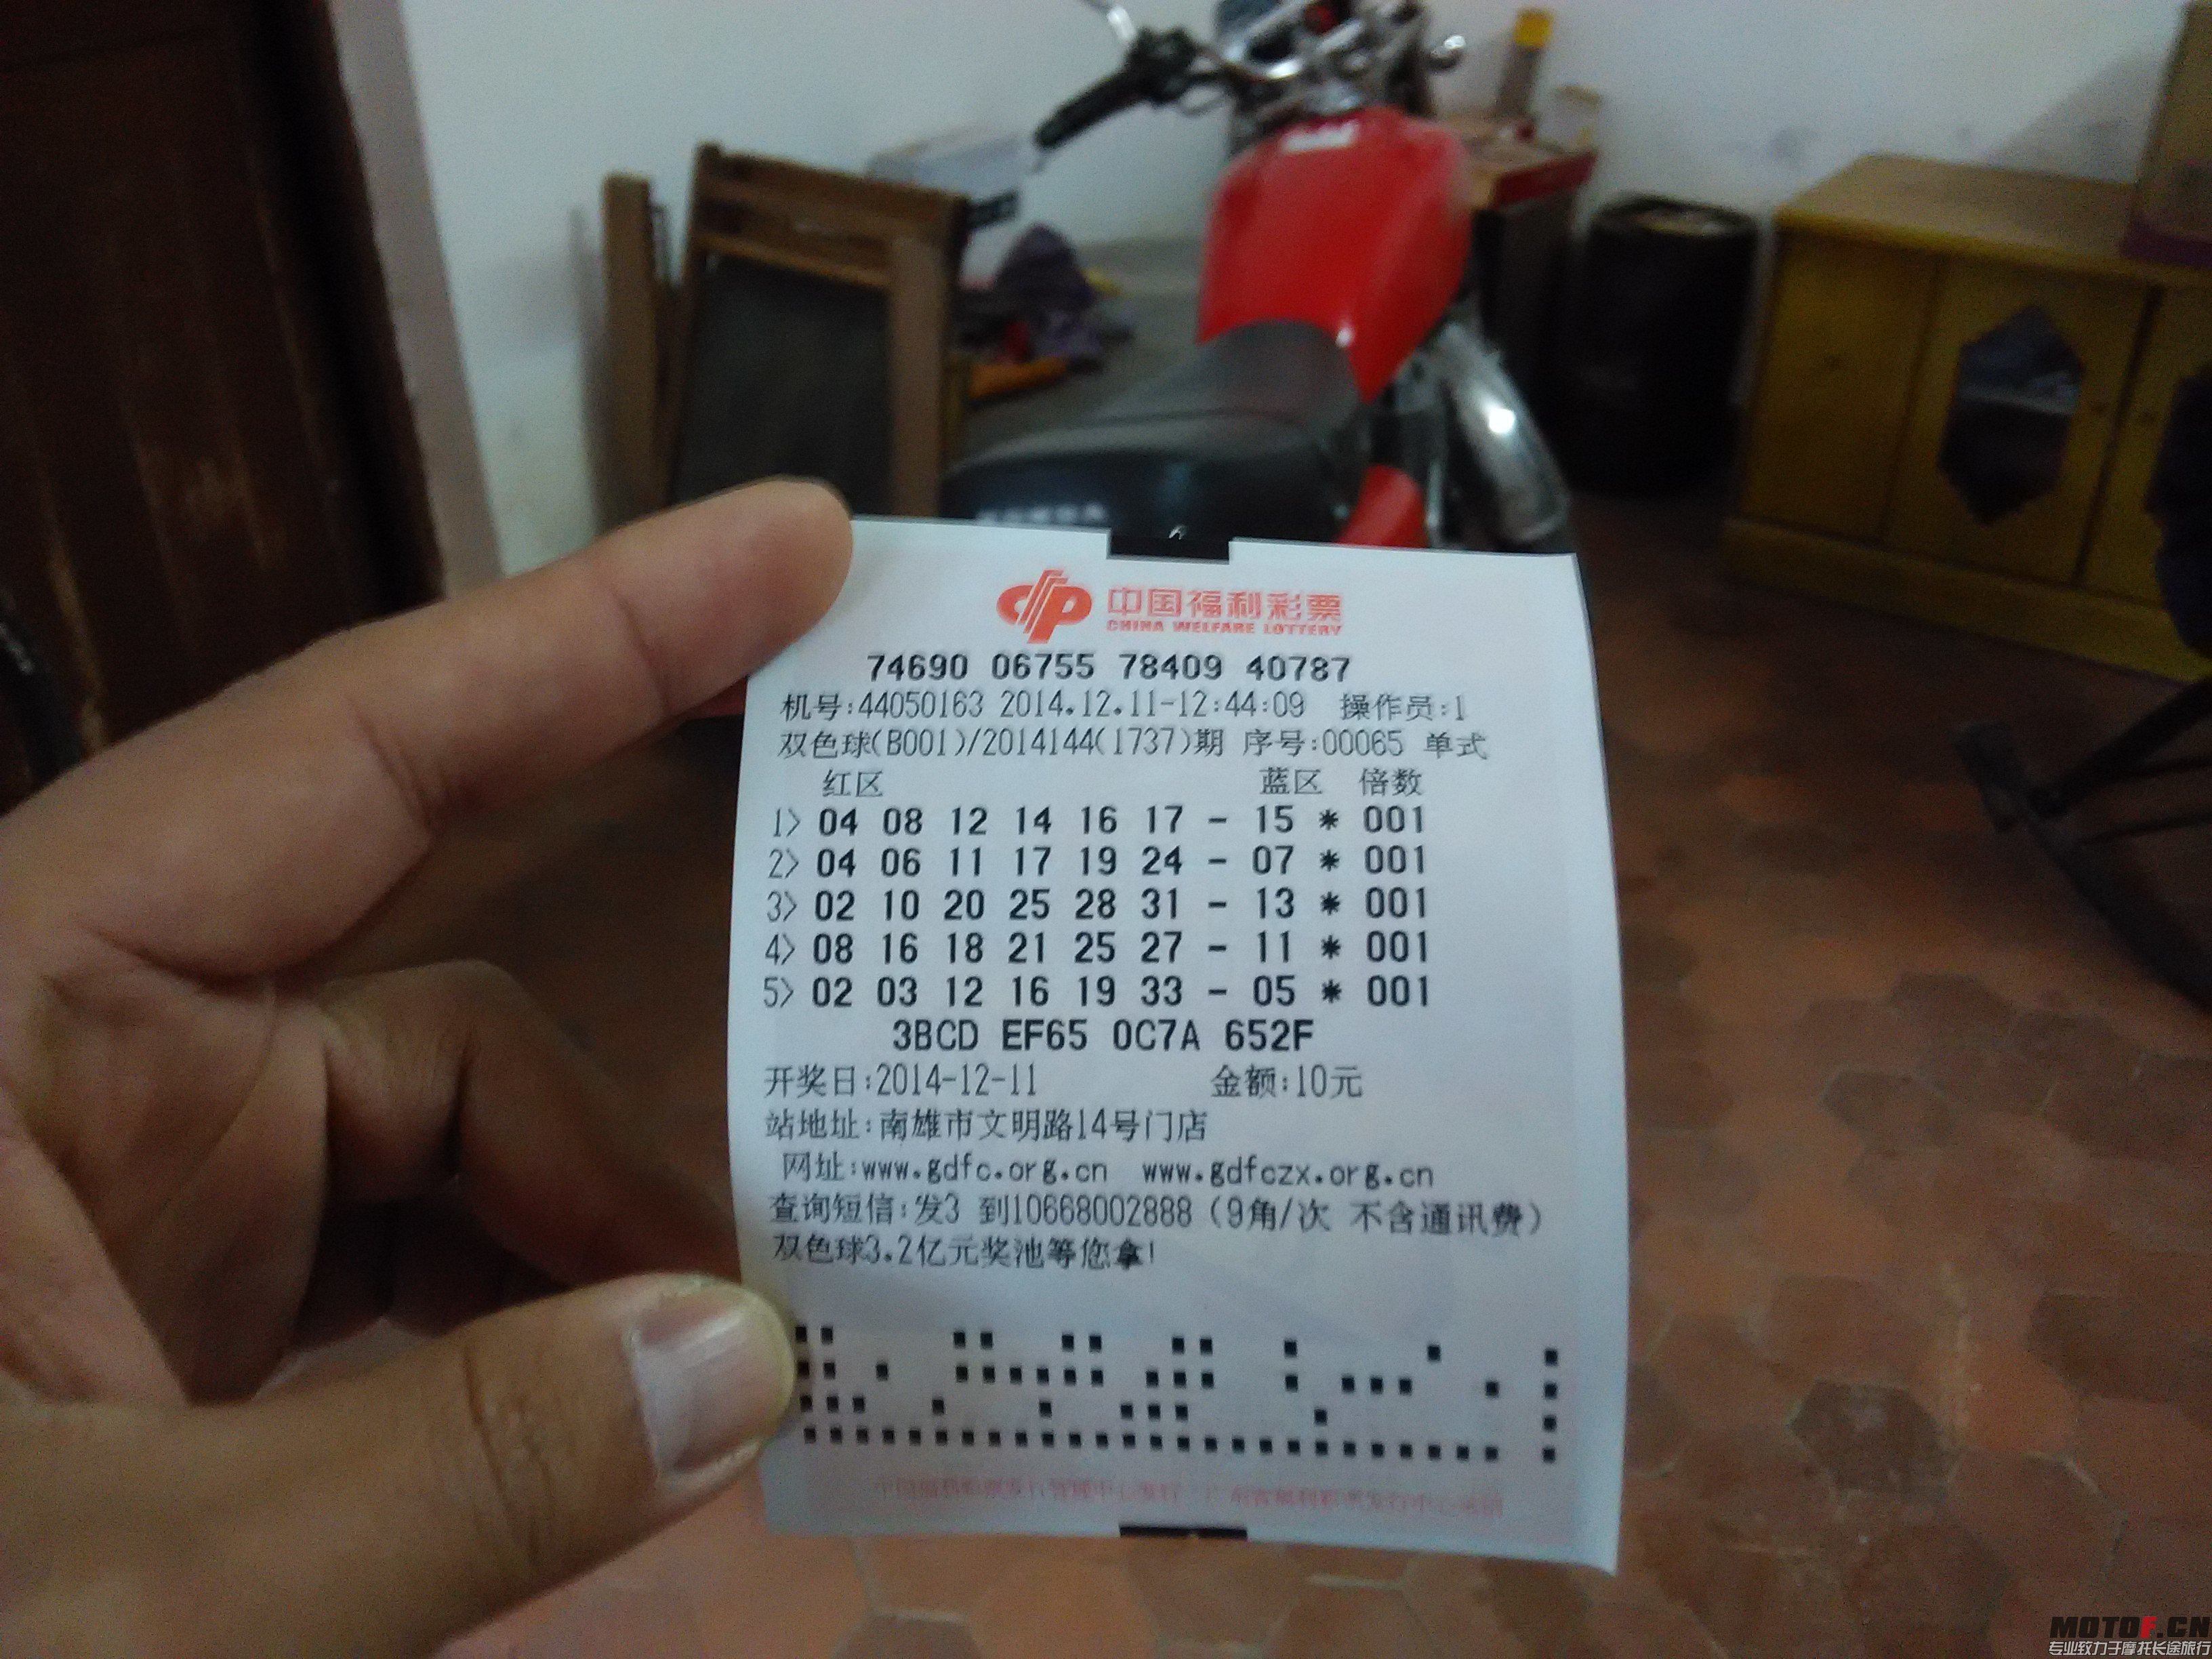 中国福利彩票
CHINA WELFARE LOTTERY
74690 06755 78409 40787
机号:44050163 2014.12.11-12:44:09 操作员:1
双色球(B001)/2014144(1737)期 序号:00065 单式
红区 蓝区 倍数
1> 04 08 12 14 16 17 - 15 * 001
2> 04 06 11 17 19 24 - 07 * 001
3> 02 10 20 25 28 31 - 13 * 001
4> 08 16 18 21 25 27 - 11 * 001
5> 02 03 12 16 19 33 - 05 * 001
3BCD EF65 0C7A 652F
开奖日:2014-12-11 金额:10元
站地址:南雄市文明路14号门店
网址:www.gdfc.org.cn www.gdfczx.org.cn
查询短信:发3 到10668002888 (9角/次 不含通讯费)
双色球3.2亿元奖池等您拿!
MOTOF.CN
专业致力于摩托长途旅行